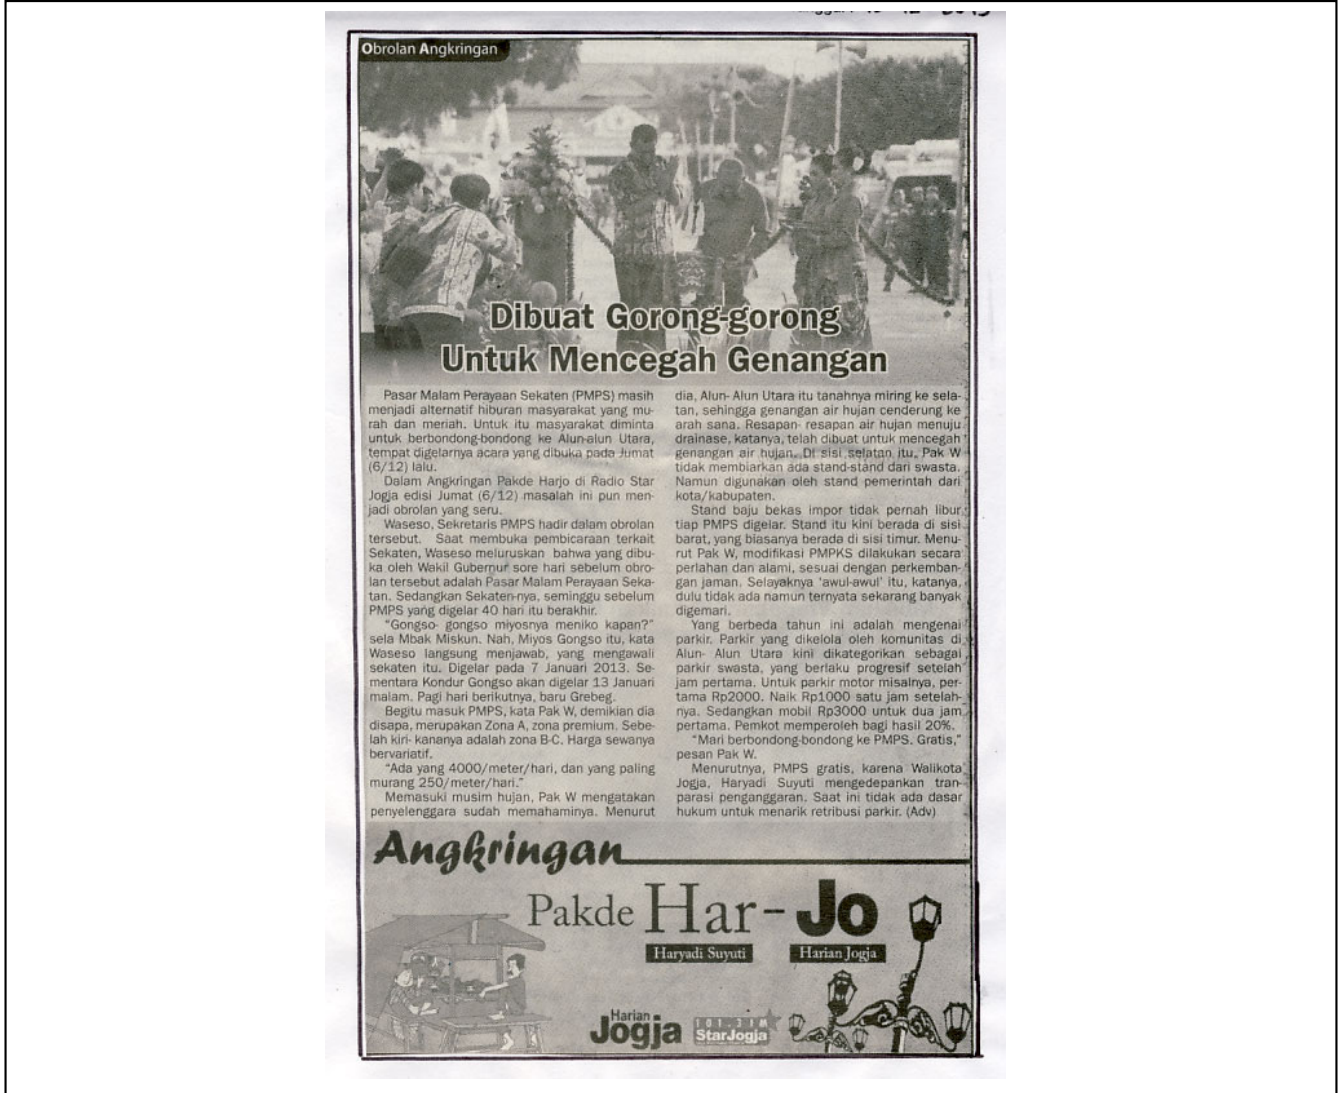 Obrolan Angkringan
Dibuat Gorong-gorong
Untuk Mencegah Genangan
Pasar Malam Perayaan Sekaten (PMPS) masih
menjadi alternatif hiburan masyarakat yang mu-
rah dan meriah. Untuk itu masyarakat diminta
untuk berbondong-bondong ke Alun-alun Utara,
tempat digelarnya acara yang dibuka pada Jumat
(6/12) lalu.
Dalam Angkringan Pakde Harjo di Radio Star
Jogja edisi Jumat (6/12) masalah ini pun men-
jadi obrolan yang seru.
Waseso, Sekretaris PMPS hadir dalam obrolan
tersebut. Saat membuka pembicaraan terkait
Sekaten, Waseso meluruskan bahwa yang dibu-
ka oleh Wakil Gubernur sore hari sebelum obro-
lan tersebut adalah Pasar Malam Perayaan Seka-
tan. Sedangkan Sekaten-nya, seminggu sebelum
PMPS yang digelar 40 hari itu berakhir.
"Gongso- gongso miyosnya meniko kapan?"
sela Mbak Miskun. Nah, Miyos Gongso itu, kata
Waseso langsung menjawab, yang mengawali
sekaten itu. Digelar pada 7 Januari 2013. Se-
mentara Kondur Gongso akan digelar 13 Januari
malam. Pagi hari berikutnya, baru Grebeg.
Begitu masuk PMPS, kata Pak W, demikian dia
disapa, merupakan Zona A, zona premium. Sebe-
lah kiri- kananya adalah zona B-C. Harga sewanya
bervariatif.
"Ada yang 4000/meter/hari, dan yang paling
murang 250/meter/hari."
Memasuki musim hujan, Pak W mengatakan
penyelenggara sudah memahaminya. Menurut
dia, Alun- Alun Utara itu tanahnya miring ke sela-
tan, sehingga genangan air hujan cenderung ke
arah sana. Resapan- resapan air hujan menuju
drainase, katanya, telah dibuat untuk mencegah
genangan air hujan. Di sisi selatan itu, Pak W
tidak membiarkan ada stand-stand dari swasta.
Namun digunakan oleh stand pemerintah dari
kota/kabupaten.
Stand baju bekas impor tidak pernah libur
tiap PMPS digelar. Stand itu kini berada di sisi
barat, yang biasanya berada di sisi timur. Menu-
rut Pak W, modifikasi PMPKS dilakukan secara
perlahan dan alami, sesuai dengan perkemban-
gan jaman. Selayaknya 'awul-awul' itu, katanya,
dulu tidak ada namun ternyata sekarang banyak
digemari.
Yang berbeda tahun ini adalah mengenai
parkir. Parkir yang dikelola oleh komunitas di
Alun- Alun Utara kini dikategorikan sebagai
parkir swasta, yang berlaku progresif setelah
jam pertama. Untuk parkir motor misalnya, per-
tama Rp2000. Naik Rp1000 satu jam setelah-
nya. Sedangkan mobil Rp3000 untuk dua jam
pertama. Pemkot memperoleh bagi hasil 20%.
"Mari berbondong-bondong ke PMPS. Gratis,"
pesan Pak W.
Menurutnya, PMPS gratis, karena Walikota
Jogja, Haryadi Suyuti mengedepankan tran-
parasi penganggaran. Saat ini tidak ada dasar
hukum untuk menarik retribusi parkir. (Adv)
Angkringan
Pakde Har-Jo
Haryadi Suyuti Harian Jogja
Harian
Jogja
101.3 FM
StarJogja